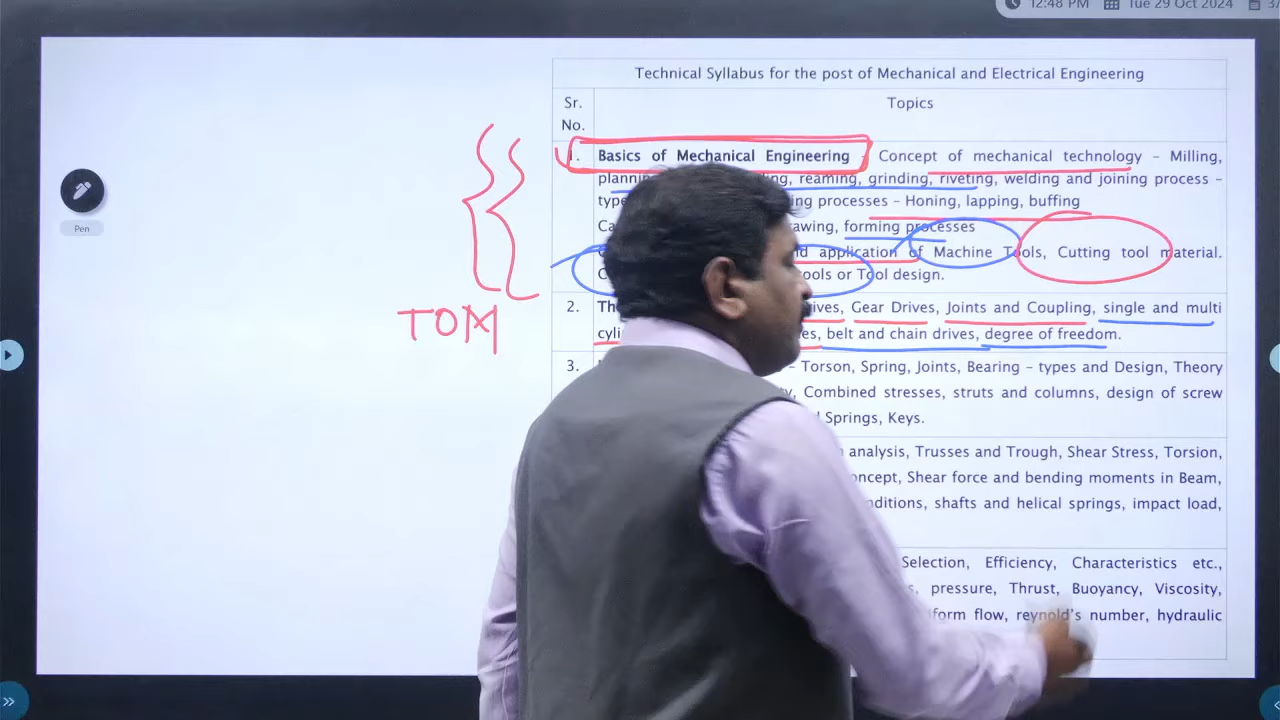 12:48 PM Tue 29 Oct 2024
Technical Syllabus for the post of Mechanical and Electrical Engineering
Sr. No. Topics
1. Basics of Mechanical Engineering – Concept of mechanical technology – Milling,
reaming, grinding, riveting, welding and joining process –
processes – Honing, lapping, buffing
forming processes
application of Machine Tools, Cutting tool material.
or Tool design.
2. Gear Drives, Joints and Coupling, single and multi
belt and chain drives, degree of freedom.
3. – Torson, Spring, Joints, Bearing – types and Design, Theory
Combined stresses, struts and columns, design of screw
Springs, Keys.
analysis, Trusses and Trough, Shear Stress, Torsion,
Shear force and bending moments in Beam,
shafts and helical springs, impact load,
Selection, Efficiency, Characteristics etc.,
pressure, Thrust, Buoyancy, Viscosity,
flow, reynold's number, hydraulic
Pen
TOM